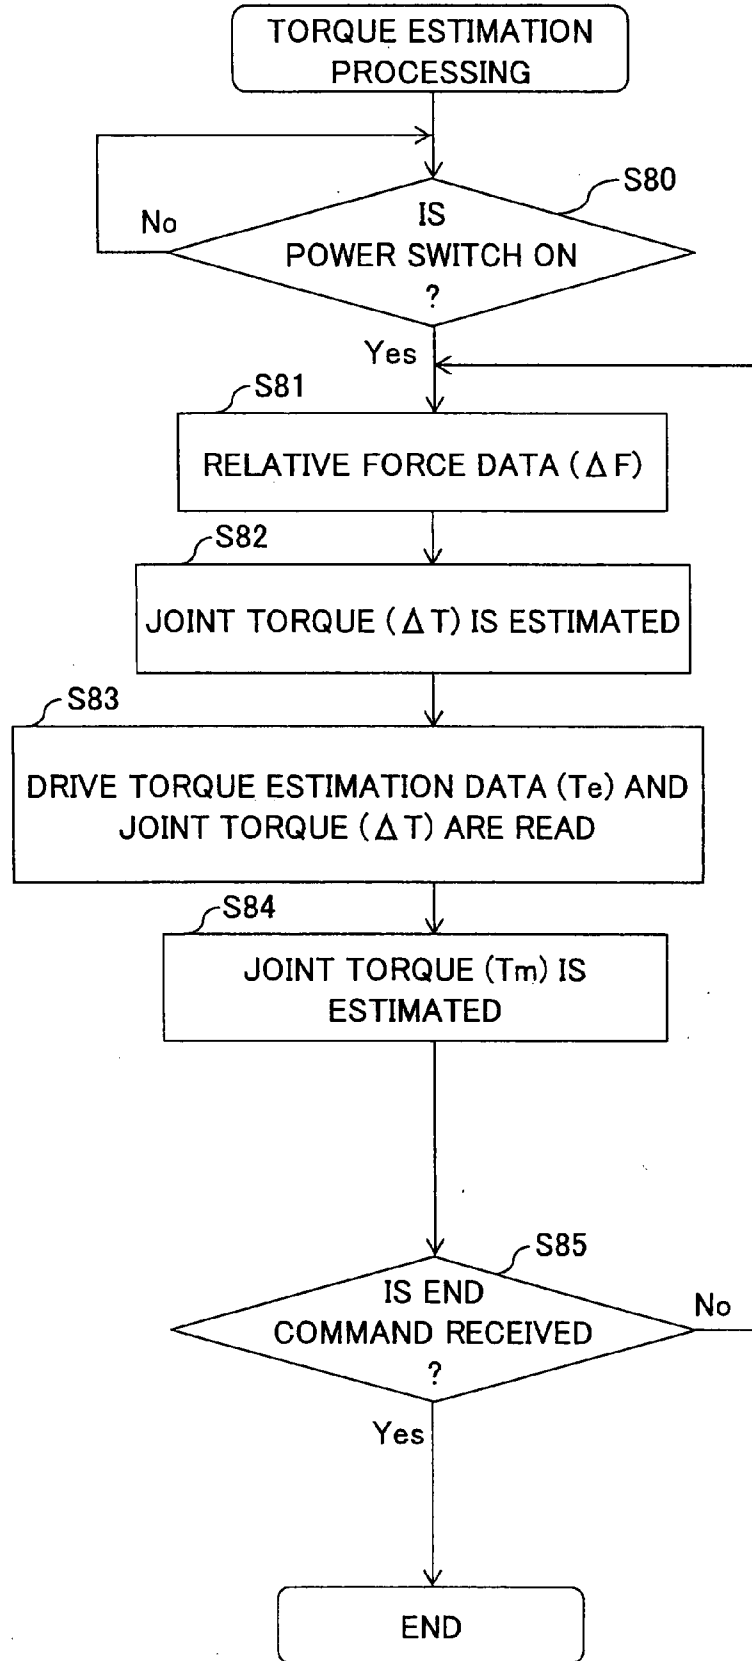 TORQUE ESTIMATION
PROCESSING
S80
No
IS
POWER SWITCH ON
?
Yes
S81
RELATIVE FORCE DATA (ΔF)
S82
JOINT TORQUE (ΔT) IS ESTIMATED
S83
DRIVE TORQUE ESTIMATION DATA (Te) AND
JOINT TORQUE (ΔT) ARE READ
S84
JOINT TORQUE (Tm) IS
ESTIMATED
S85
IS END
COMMAND RECEIVED
?
No
Yes
END